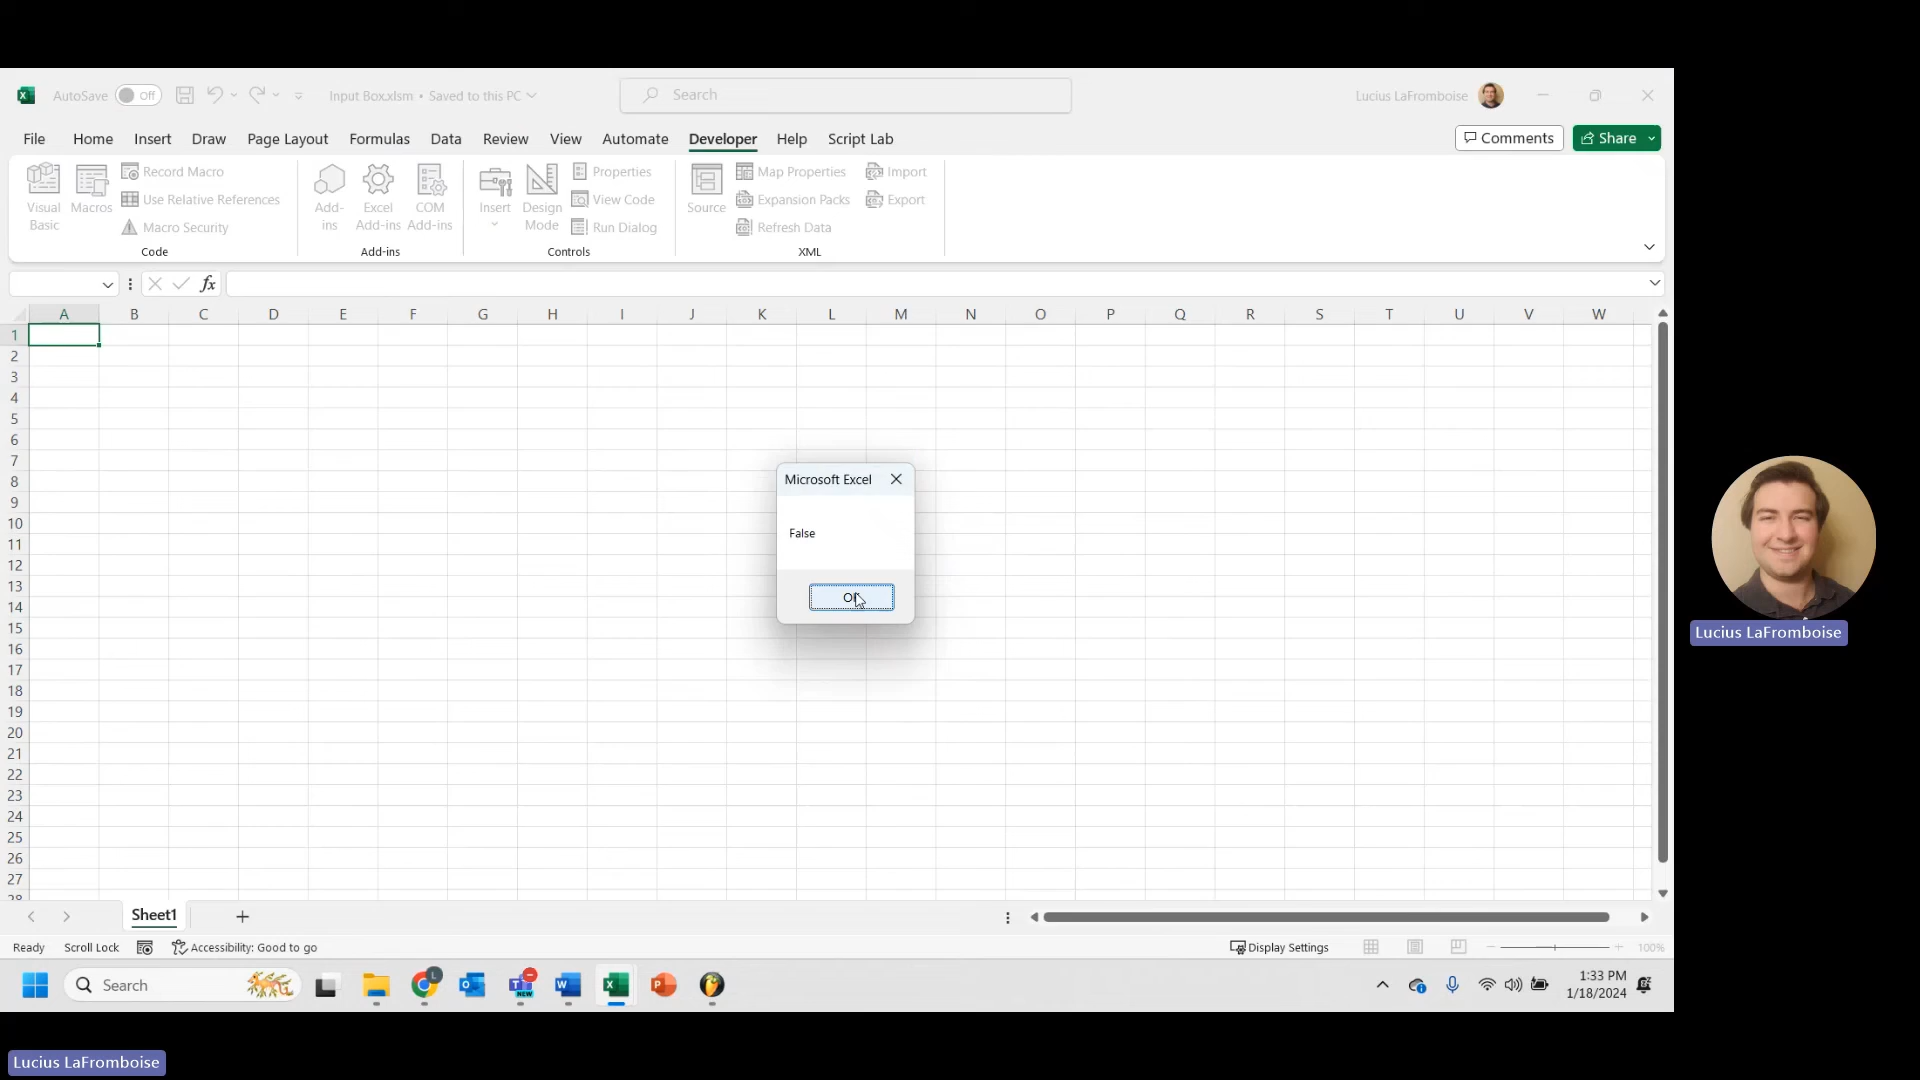 AutoSave Off Input Box.xlsm • Saved to this PC Search Lucius LaFromboise
File Home Insert Draw Page Layout Formulas Data Review View Automate Developer Help Script Lab Comments Share
Visual Basic
Macros
Record Macro
Use Relative References
Macro Security
Code
Add-ins
Excel Add-ins
COM Add-ins
Add-ins
Insert
Design Mode
Properties
View Code
Run Dialog
Controls
Source
Map Properties
Expansion Packs
Refresh Data
Import
Export
XML
fx
A B C D E F G H I J K L M N O P Q R S T U V W
1
2
3
4
5
6
7
8
9
10
11
12
13
14
15
16
17
18
19
20
21
22
23
24
25
26
27
28
Microsoft Excel
False
Lucius LaFromboise
Sheet1
Ready Scroll Lock Accessibility: Good to go Display Settings 100%
Search
NEW
1:33 PM
1/18/2024
Lucius LaFromboise